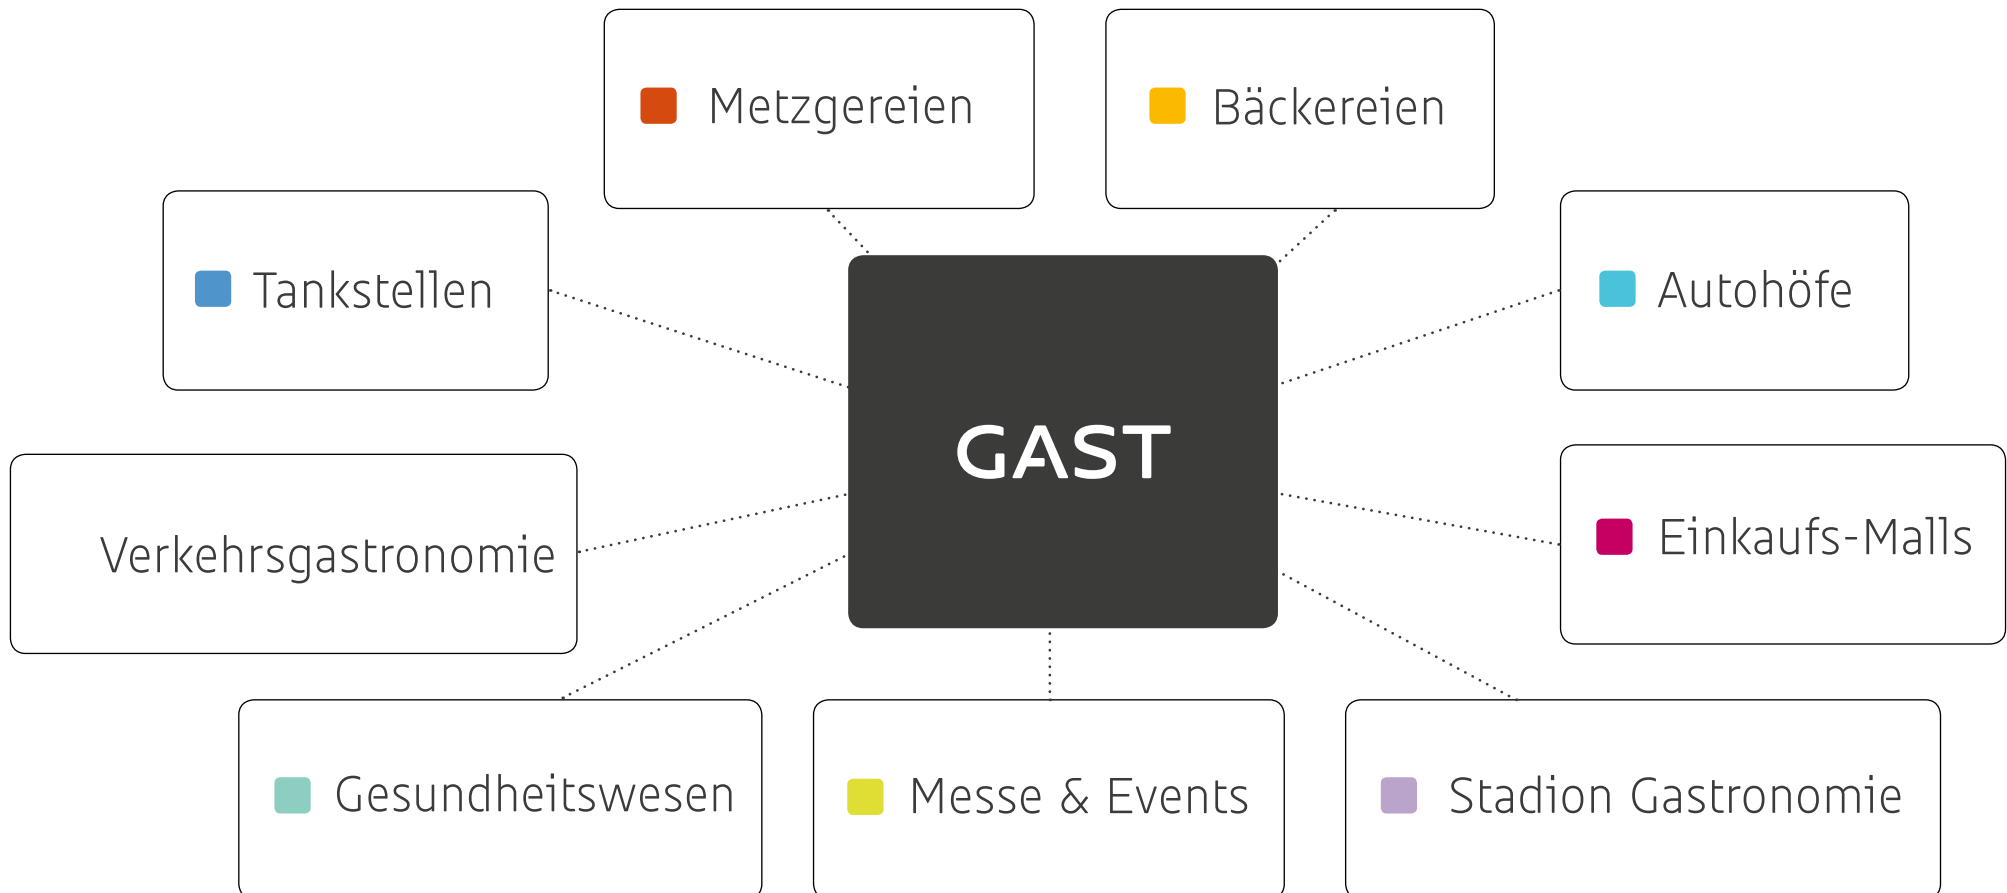 Metzgereien
Bäckereien
Tankstellen
Autohöfe
GAST
Verkehrsgastronomie
Einkaufs-Malls
Gesundheitswesen
Messe & Events
Stadion Gastronomie